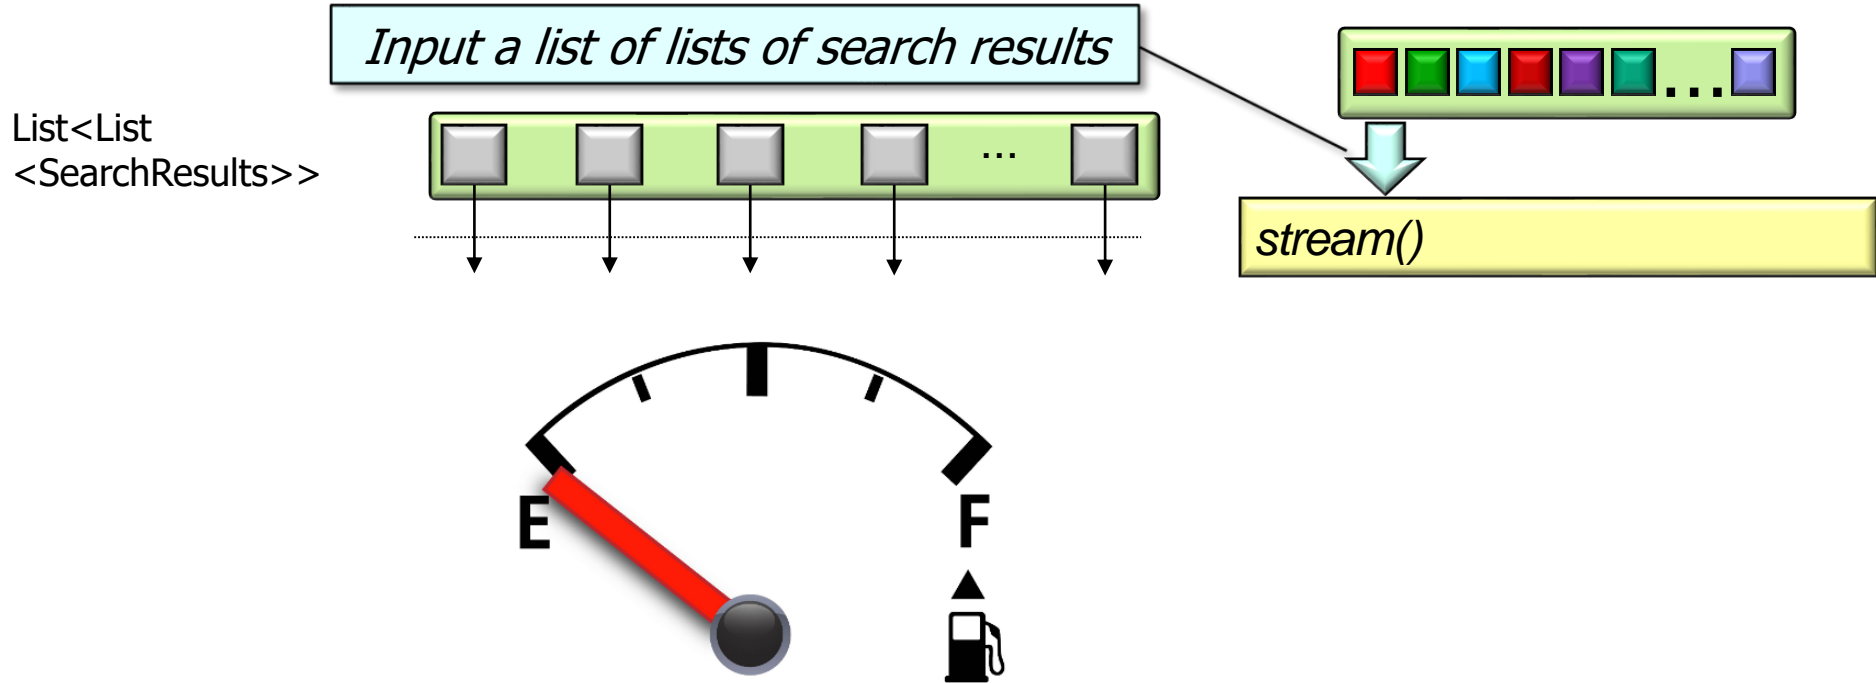 Input a list of lists of search results
List<List
<SearchResults>>
...
...
stream()
E
F